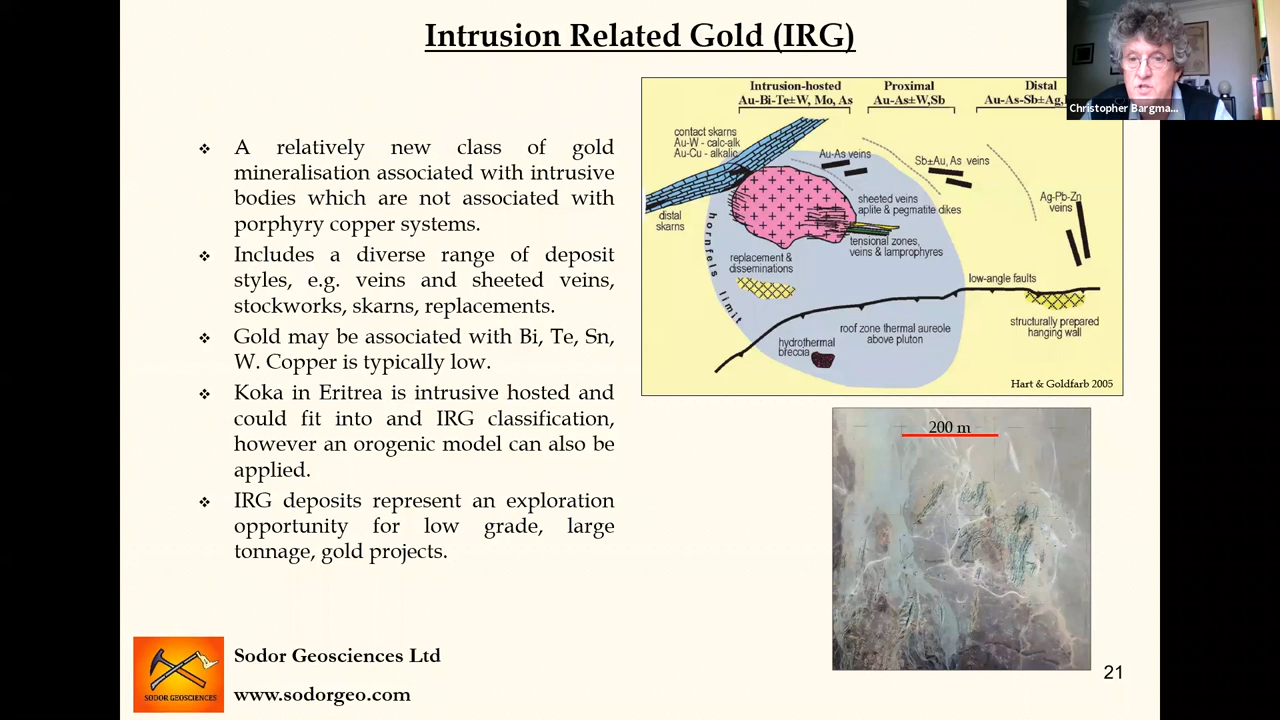 Intrusion Related Gold (IRG)
Christopher Bargma...
❖ A relatively new class of gold
mineralisation associated with intrusive
bodies which are not associated with
porphyry copper systems.
❖ Includes a diverse range of deposit
styles, e.g. veins and sheeted veins,
stockworks, skarns, replacements.
❖ Gold may be associated with Bi, Te, Sn,
W. Copper is typically low.
❖ Koka in Eritrea is intrusive hosted and
could fit into and IRG classification,
however an orogenic model can also be
applied.
❖ IRG deposits represent an exploration
opportunity for low grade, large
tonnage, gold projects.
Intrusion-hosted
Au-Bi-Te±W, Mo, As
Proximal
Au-As±W,Sb
Distal
Au-As-Sb±Ag,
contact skarns
Au-W - calc-alk
Au-Cu - alkalic
Au-As veins
Sb±Au, As veins
Ag-Pb-Zn
veins
distal
skarns
sheeted veins
aplite & pegmatite dikes
tensional zones,
veins & lamprophyres
hornfels limit
replacement &
disseminations
low-angle faults
structurally prepared
hanging wall
roof zone thermal aureole
above pluton
hydrothermal
breccia
Hart & Goldfarb 2005
200 m
SODOR GEOSCIENCES
Sodor Geosciences Ltd
www.sodorgeo.com
21